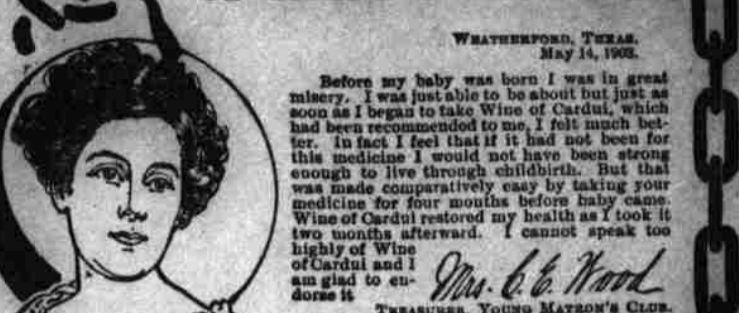 WEATHERFORD, TEXAS.
May 14, 1903.
Before my baby was born I was in great
misery. I was just able to be about but just as
soon as I began to take Wine of Cardui, which
had been recommended to me, I felt much bet-
ter. In fact I feel that if it had not been for
this medicine I would not have been strong
enough to live through childbirth. But that
was made comparatively easy by taking your
medicine for four months before baby came.
Wine of Cardui restored my health as I took it
two months afterward. I cannot speak too
highly of Wine
of Cardui and I
am glad to en-
dorse it
Mrs. C. E. Wood
TREASURER, YOUNG MATRON'S CLUB.